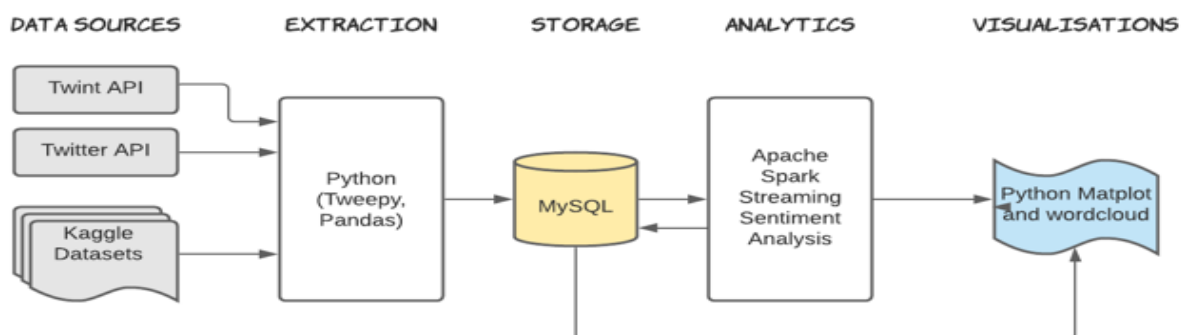 DATA SOURCES
EXTRACTION
STORAGE
ANALYTICS
VISUALISATIONS
Twint API
Twitter API
Kaggle
Datasets
Python
(Tweepy,
Pandas)
MySQL
Apache
Spark
Streaming
Sentiment
Analysis
Python Matplot
and wordcloud